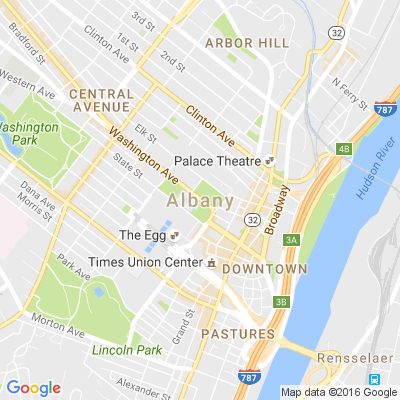 3rd St
1st St
2nd St
Clinton Ave
Bradford St
ARBOR HILL
32
N Ferry St
787
Western Ave
CENTRAL
AVENUE
Clinton Ave
Elk St
Washington Ave
Washington
Park
State St
Palace Theatre
4B
Hudson River
Albany
Broadway
32
Dana Ave
Morris St
The Egg
3A
Times Union Center
DOWNTOWN
Park Ave
3B
Grand St
Morton Ave
PASTURES
Lincoln Park
Rensselaer
787
Alexander St
Google
Map data ©2016 Google